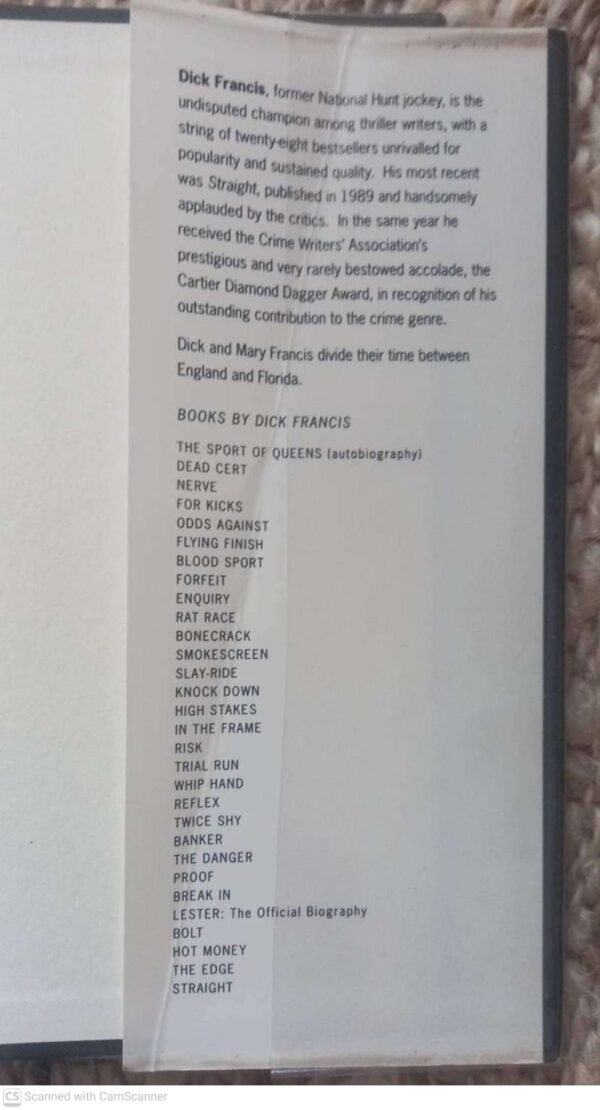 Dick Francis, former National Hunt jockey, is the
undisputed champion among thriller writers, with a
string of twenty-eight bestsellers unrivalled for
popularity and sustained quality. His most recent
was Straight, published in 1989 and handsomely
applauded by the critics. In the same year he
received the Crime Writers' Association's
prestigious and very rarely bestowed accolade, the
Cartier Diamond Dagger Award, in recognition of his
outstanding contribution to the crime genre.
Dick and Mary Francis divide their time between
England and Florida.
BOOKS BY DICK FRANCIS
THE SPORT OF QUEENS (autobiography)
DEAD CERT
NERVE
FOR KICKS
ODDS AGAINST
FLYING FINISH
BLOOD SPORT
FORFEIT
ENQUIRY
RAT RACE
BONECRACK
SMOKESCREEN
SLAY-RIDE
KNOCK DOWN
HIGH STAKES
IN THE FRAME
RISK
TRIAL RUN
WHIP HAND
REFLEX
TWICE SHY
BANKER
THE DANGER
PROOF
BREAK IN
LESTER: The Official Biography
BOLT
HOT MONEY
THE EDGE
STRAIGHT
CS Scanned with CamScanner